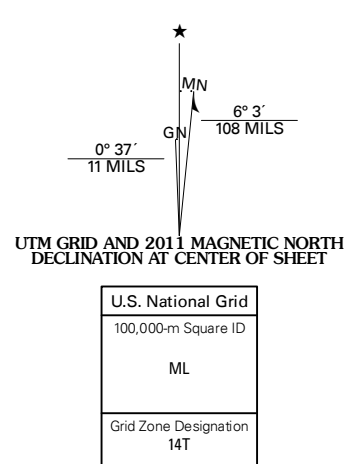 ★
MN
6° 3´
108 MILS
GN
0° 37´
11 MILS
UTM GRID AND 2011 MAGNETIC NORTH
DECLINATION AT CENTER OF SHEET
U.S. National Grid
100,000-m Square ID
ML
Grid Zone Designation
14T